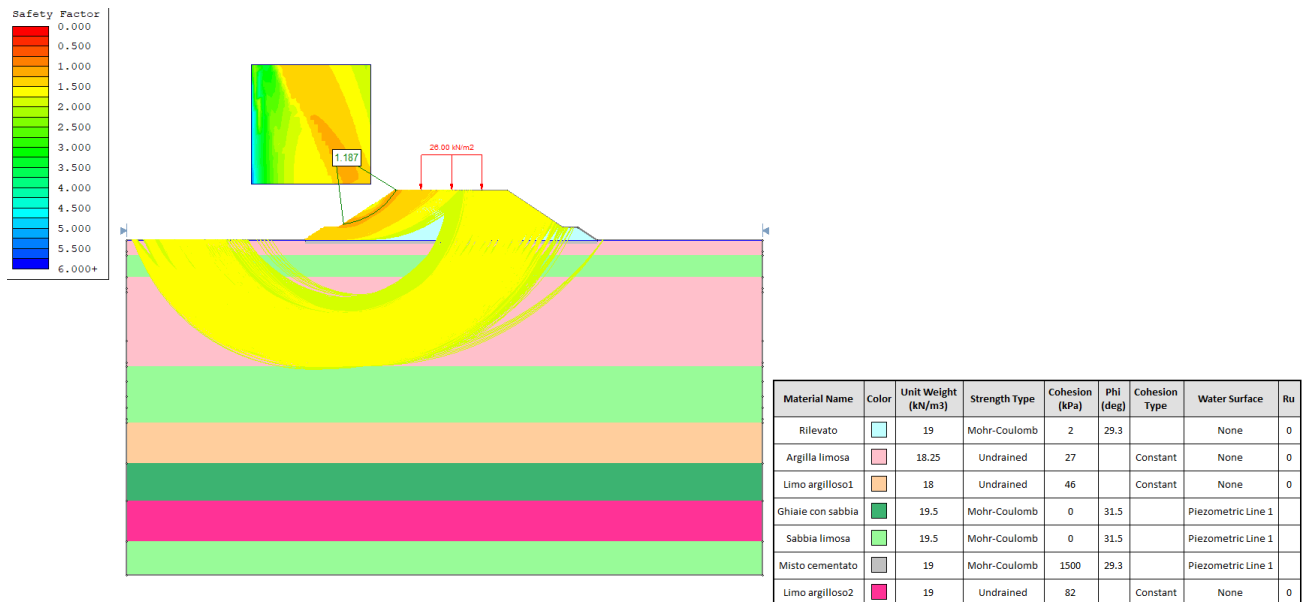 Safety Factor
0.000
0.500
1.000
1.500
2.000
2.500
3.000
3.500
4.000
4.500
5.000
5.500
6.000+
1.187
26.00 kN/m2
Material Name Color Unit Weight (kN/m3) Strength Type Cohesion (kPa) Phi (deg) Cohesion Type Water Surface Ru
Rilevato 19 Mohr-Coulomb 2 29.3 None 0
Argilla limosa 18.25 Undrained 27 Constant None 0
Limo argilloso1 18 Undrained 46 Constant None 0
Ghiaie con sabbia 19.5 Mohr-Coulomb 0 31.5 Piezometric Line 1
Sabbia limosa 19.5 Mohr-Coulomb 0 31.5 Piezometric Line 1
Misto cementato 19 Mohr-Coulomb 1500 29.3 Piezometric Line 1
Limo argilloso2 19 Undrained 82 Constant None 0